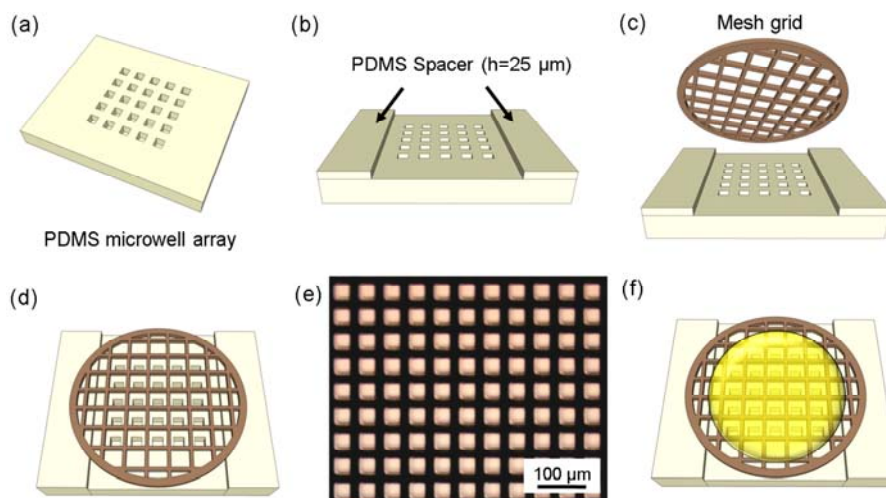 (a)
(b)
(c)
Mesh grid
PDMS Spacer (h=25 µm)
PDMS microwell array
(d)
(e)
(f)
100 µm